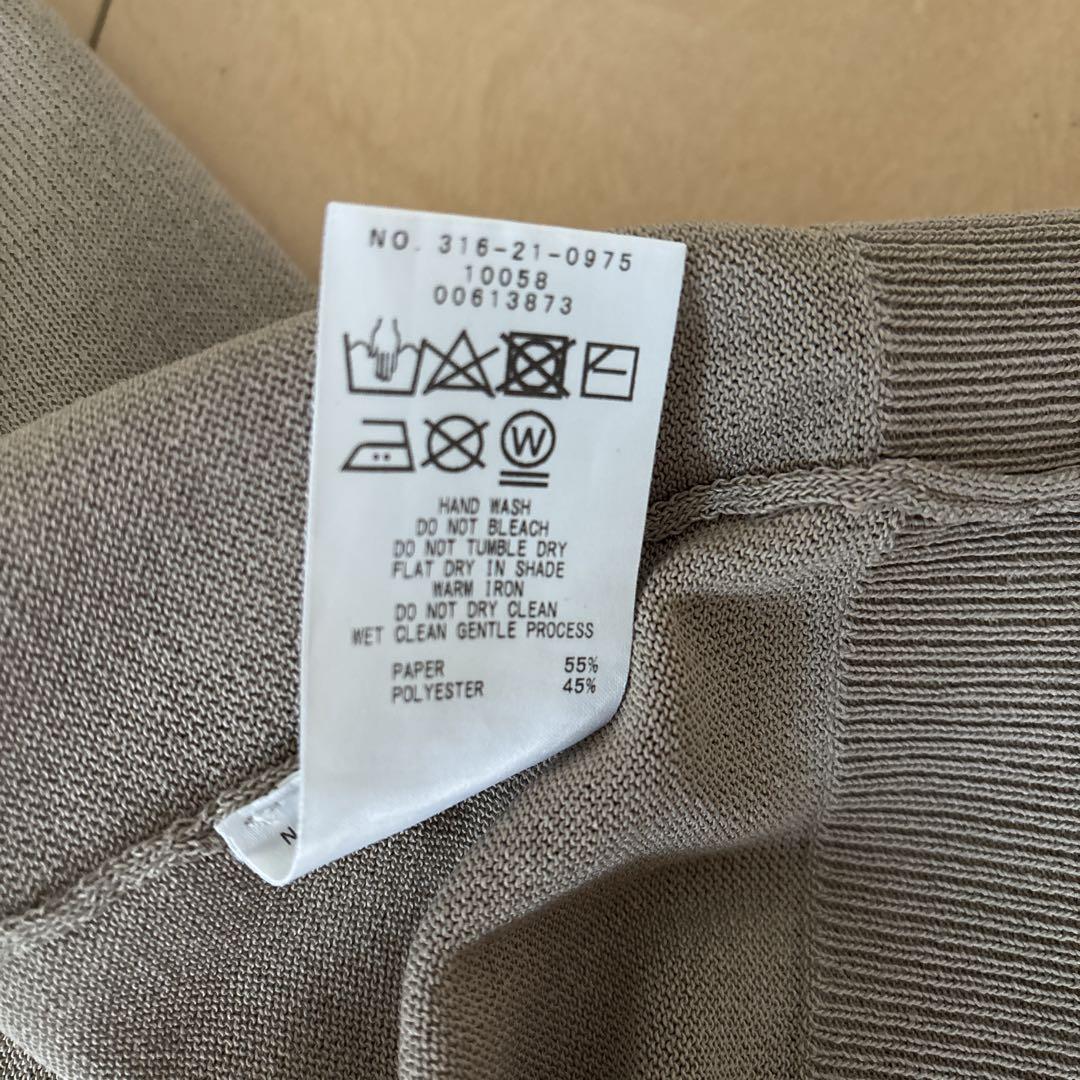 NO. 316-21-0975
10058
00613873
W
HAND WASH
DO NOT BLEACH
DO NOT TUMBLE DRY
FLAT DRY IN SHADE
WARM IRON
DO NOT DRY CLEAN
WET CLEAN GENTLE PROCESS
PAPER 55%
POLYESTER 45%
N